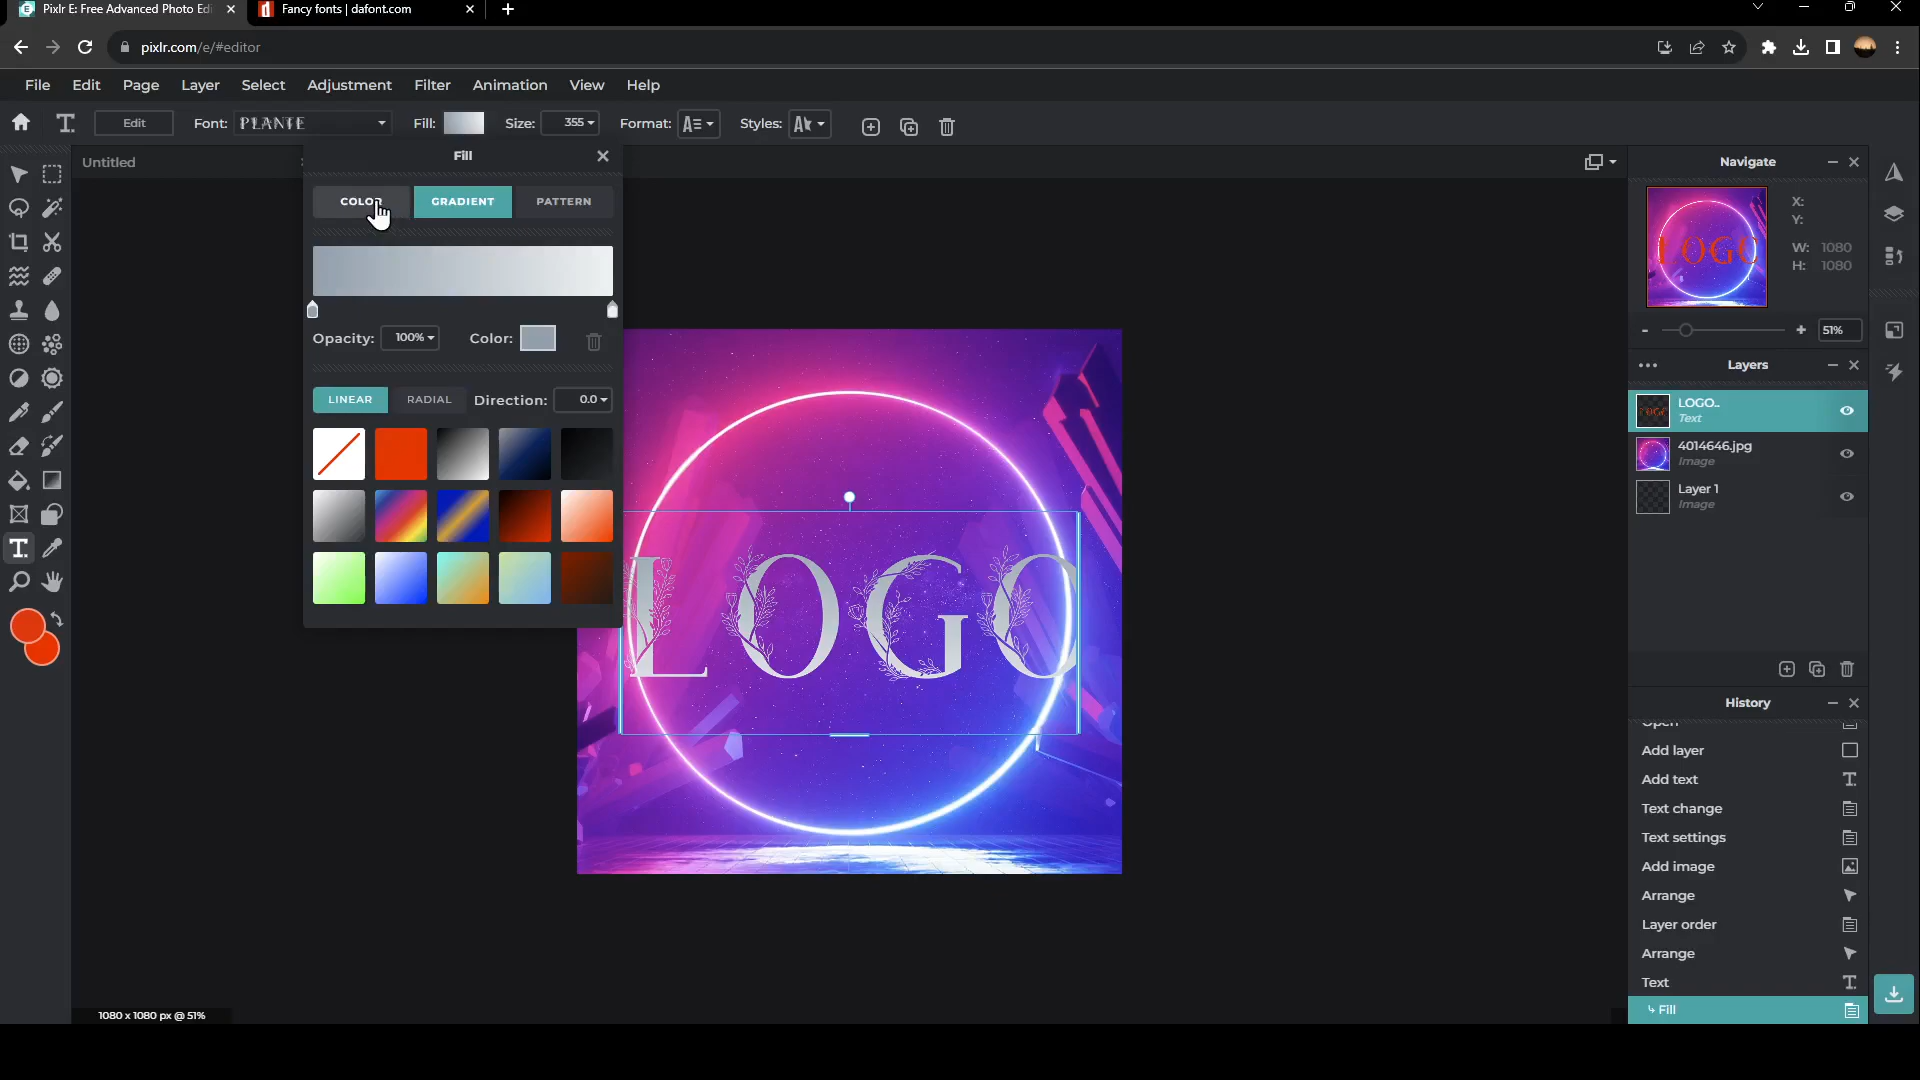 Pixlr E: Free Advanced Photo Edi
Fancy fonts | dafont.com
pixlr.com/e/#editor
File Edit Page Layer Select Adjustment Filter Animation View Help
Edit Font: PLANTE Fill: Size: 355 Format: Styles:
Untitled
Fill
COLOR GRADIENT PATTERN
Opacity: 100% Color:
LINEAR RADIAL Direction: 0.0
LOGO
1080 x 1080 px @ 51%
Navigate
LOGO
X:
Y:
W: 1080
H: 1080
51%
Layers
LOGO..
Text
4014646.jpg
Image
Layer 1
Image
History
Open
Add layer
Add text
Text change
Text settings
Add image
Arrange
Layer order
Arrange
Text
Fill